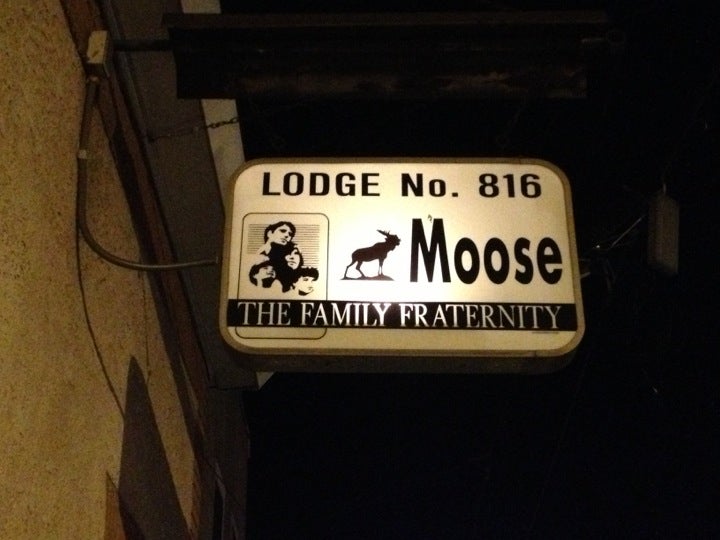 LODGE No. 816
Moose
THE FAMILY FRATERNITY